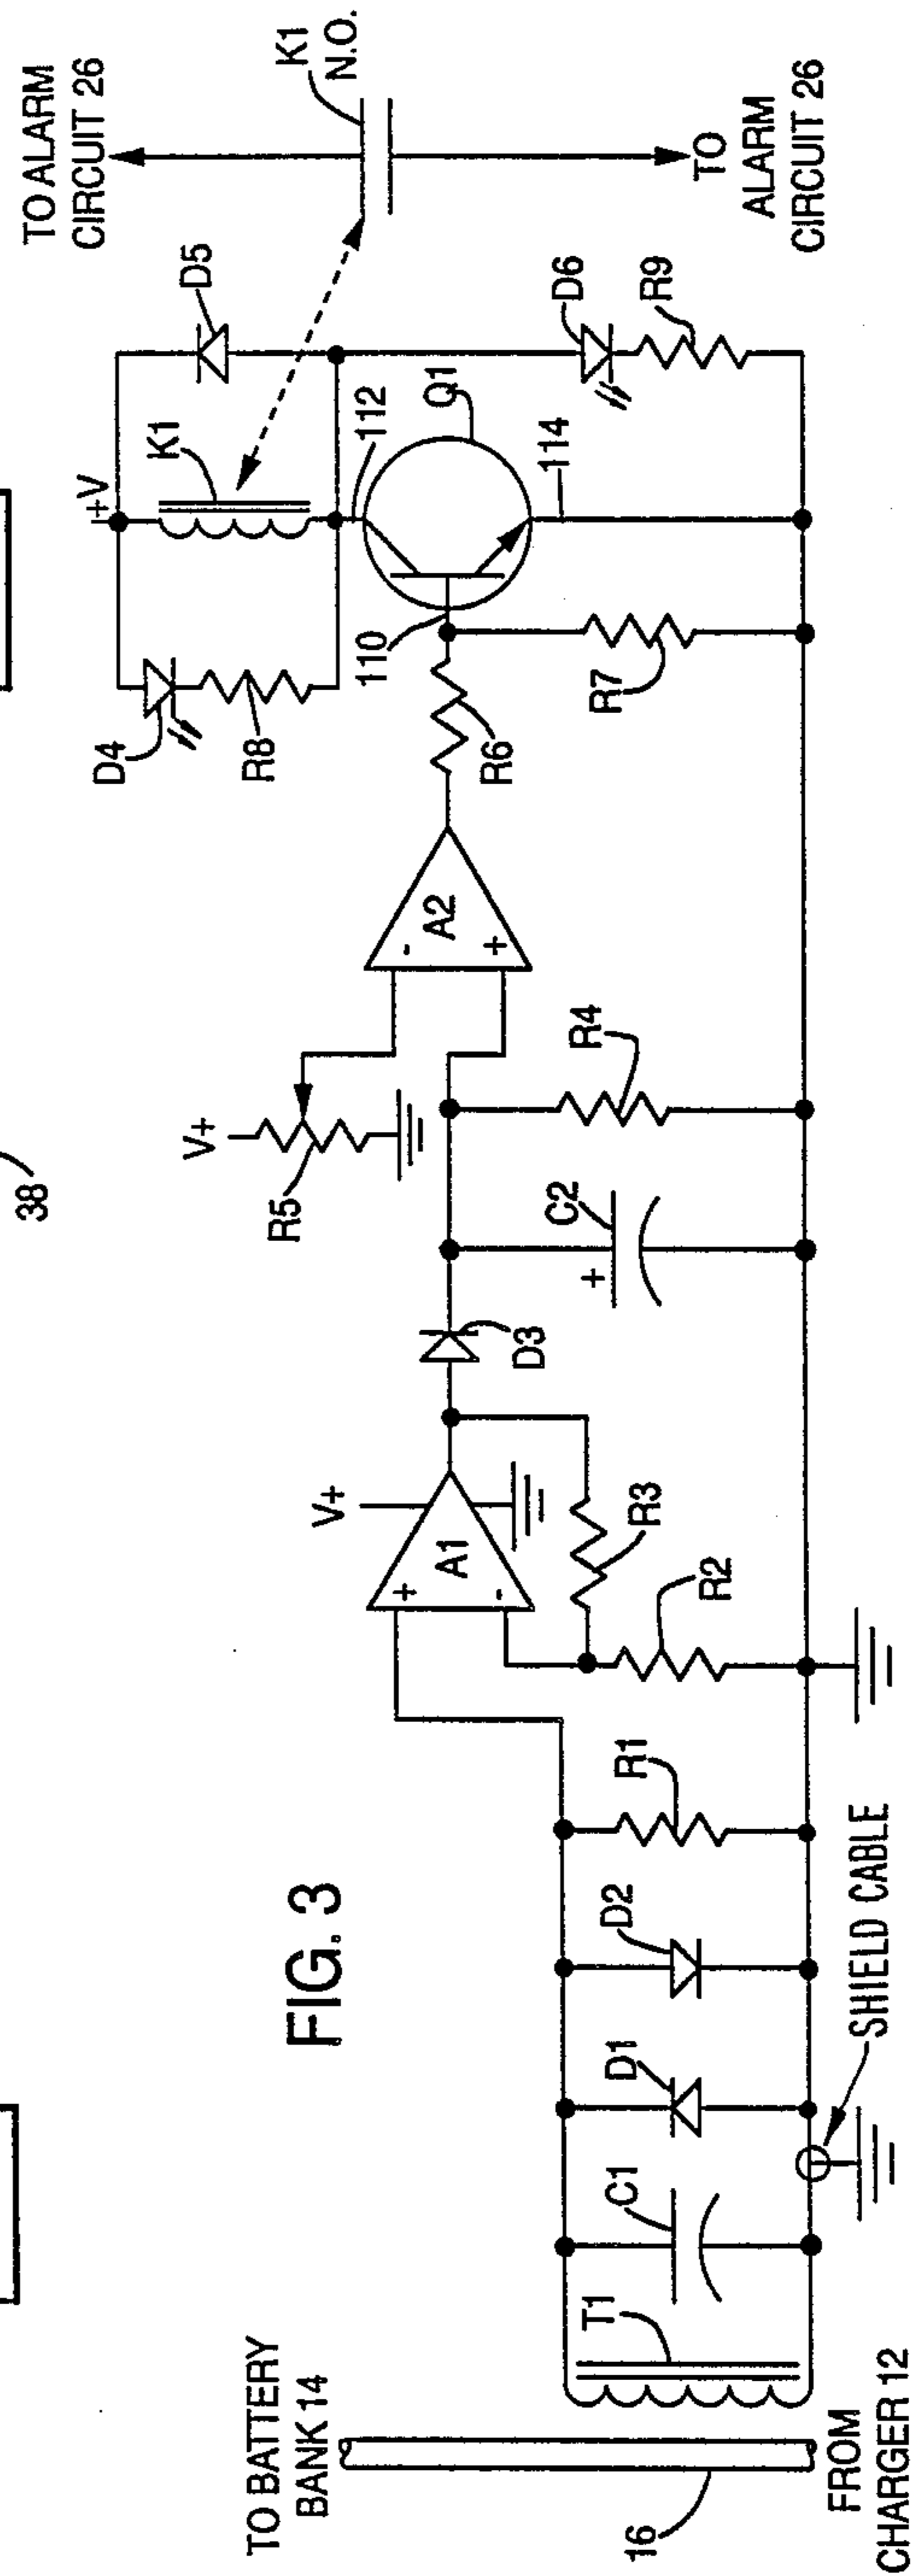 38
FIG. 3
TO BATTERY
BANK 14
16
FROM
CHARGER 12
T1
C1
D1
D2
R1
SHIELD CABLE
R2
R3
A1
+
-
V+
D3
C2
+
R4
V+
R5
A2
-
+
R6
R7
110
112
114
Q1
D4
R8
+V
K1
D5
D6
R9
K1
N.O.
TO ALARM
CIRCUIT 26
TO
ALARM
CIRCUIT 26